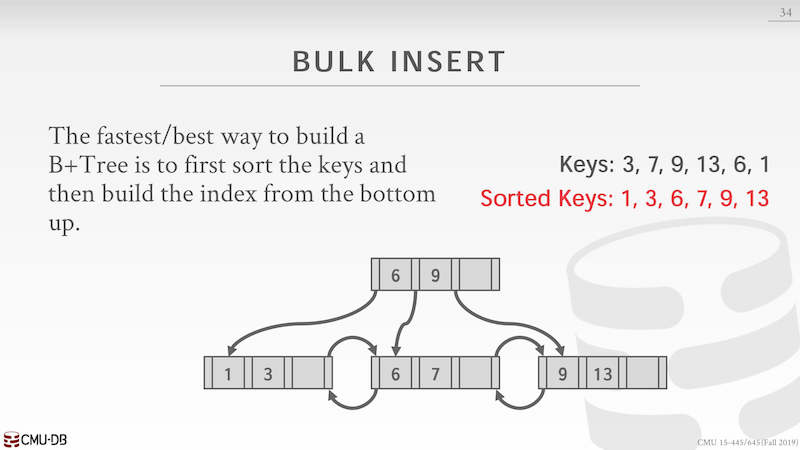 34
BULK INSERT
The fastest/best way to build a
B+Tree is to first sort the keys and
then build the index from the bottom
up.
Keys: 3, 7, 9, 13, 6, 1
Sorted Keys: 1, 3, 6, 7, 9, 13
6 9
1 3 6 7 9 13
CMU·DB
CMU 15-445/645 (Fall 2019)